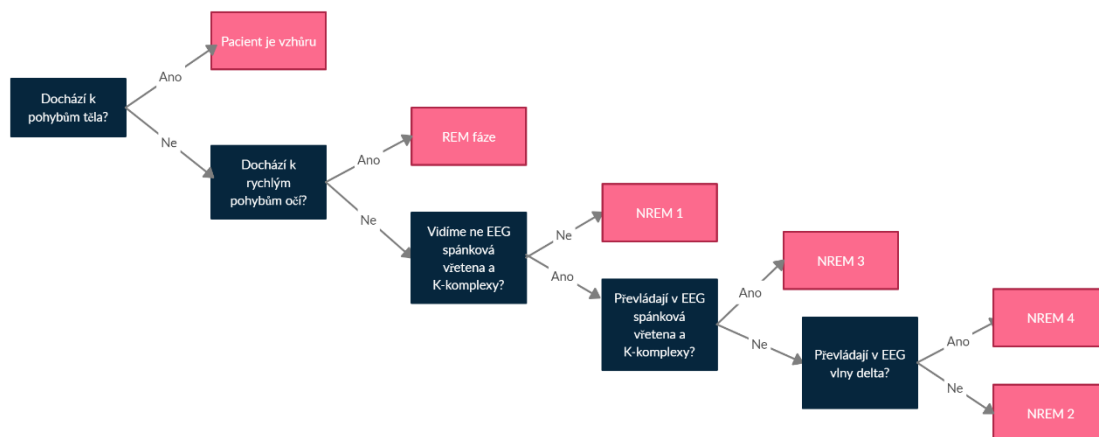 Pacient je vzhůru
Ano
Dochází k
pohybům těla?
Ne
REM fáze
Ano
Dochází k
rychlým
pohybům očí?
Ne
NREM 1
Ne
Vidíme ne EEG
spánková
vřetena a
K-komplexy?
Ano
NREM 3
Ano
Převládají v EEG
spánková
vřetena a
K-komplexy?
Ne
NREM 4
Ano
Převládají v EEG
vlny delta?
Ne
NREM 2